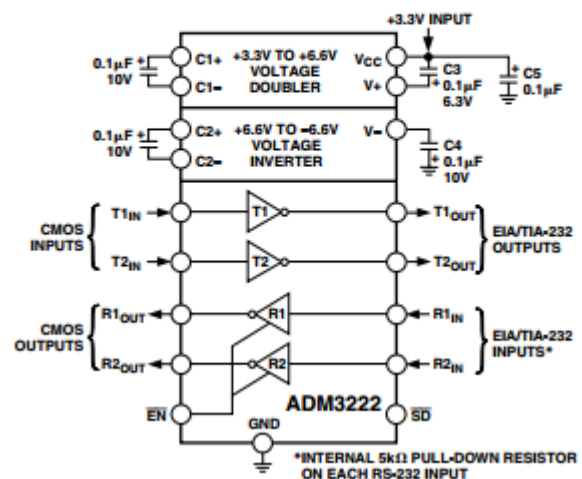 +3.3V INPUT
0.1μF
10V
C1+
C1–
+3.3V TO +6.6V
VOLTAGE
DOUBLER
VCC
V+
C3
0.1μF
6.3V
C5
0.1μF
0.1μF
10V
C2+
C2–
+6.6V TO –6.6V
VOLTAGE
INVERTER
V–
C4
0.1μF
10V
CMOS
INPUTS
T1IN
T2IN
T1
T2
T1OUT
T2OUT
EIA/TIA-232
OUTPUTS
CMOS
OUTPUTS
R1OUT
R2OUT
R1
R2
R1IN
R2IN
EIA/TIA-232
INPUTS*
EN
GND
ADM3222
SD
*INTERNAL 5kΩ PULL-DOWN RESISTOR
ON EACH RS-232 INPUT